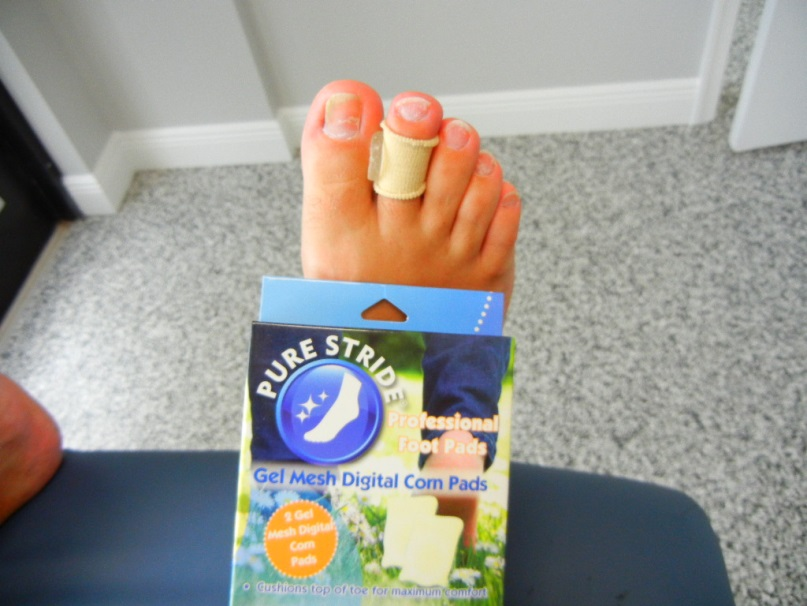 PURE STRIDE
Professional
Foot Pads
Gel Mesh Digital Corn Pads
2 Gel
Mesh Digital
Corn
Pads
• Cushions top of toe for maximum comfort